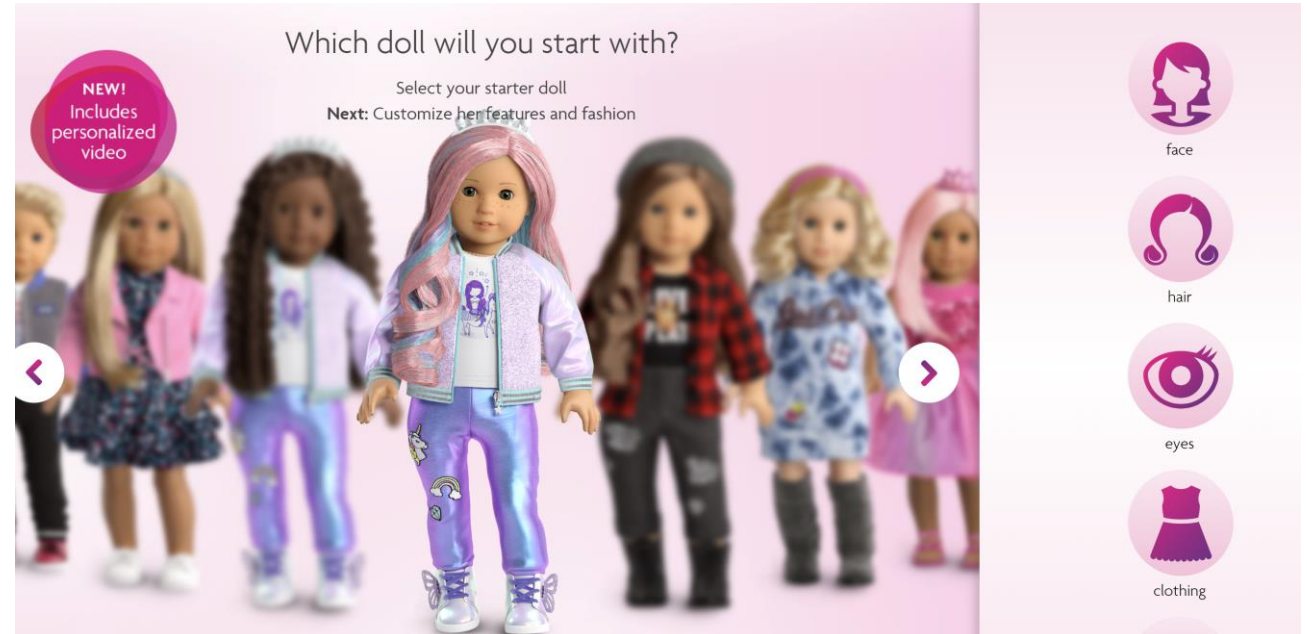 Which doll will you start with?
Select your starter doll
Next: Customize her features and fashion
NEW!
Includes
personalized
video
face
hair
eyes
clothing